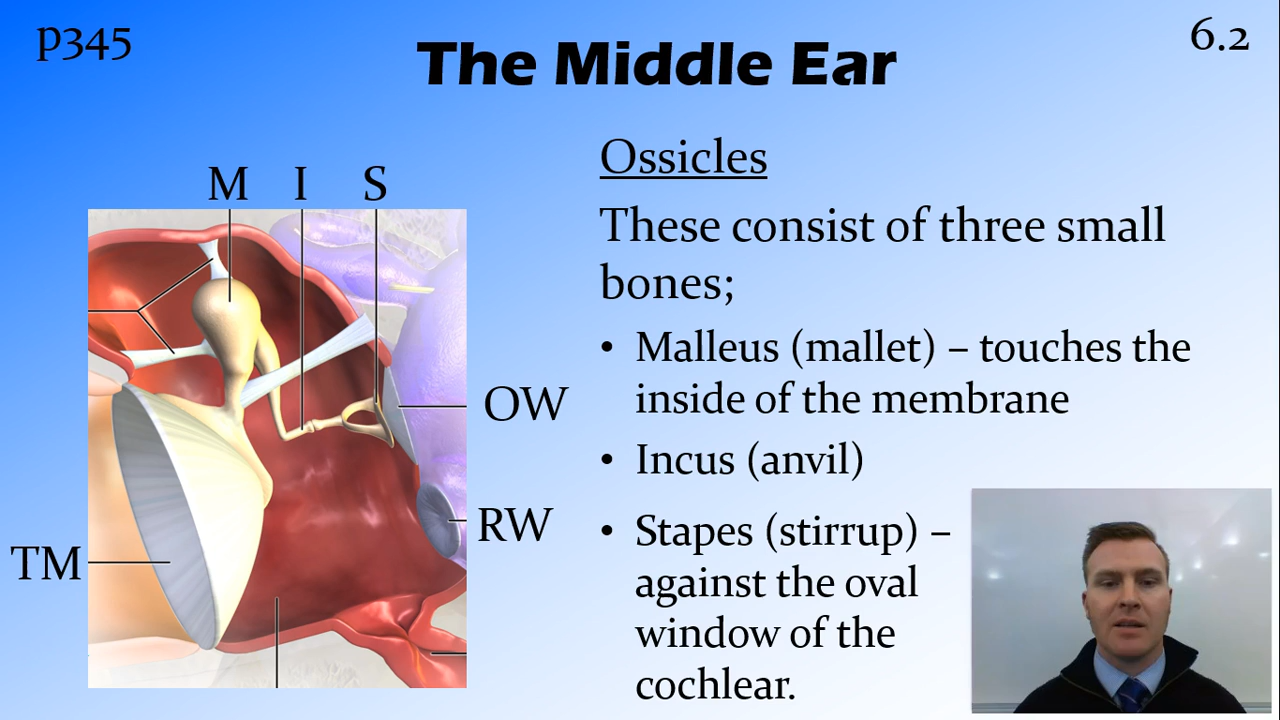 p345
The Middle Ear
6.2
M I S
OW
RW
TM
Ossicles
These consist of three small
bones;
• Malleus (mallet) – touches the
inside of the membrane
• Incus (anvil)
• Stapes (stirrup) –
against the oval
window of the
cochlear.